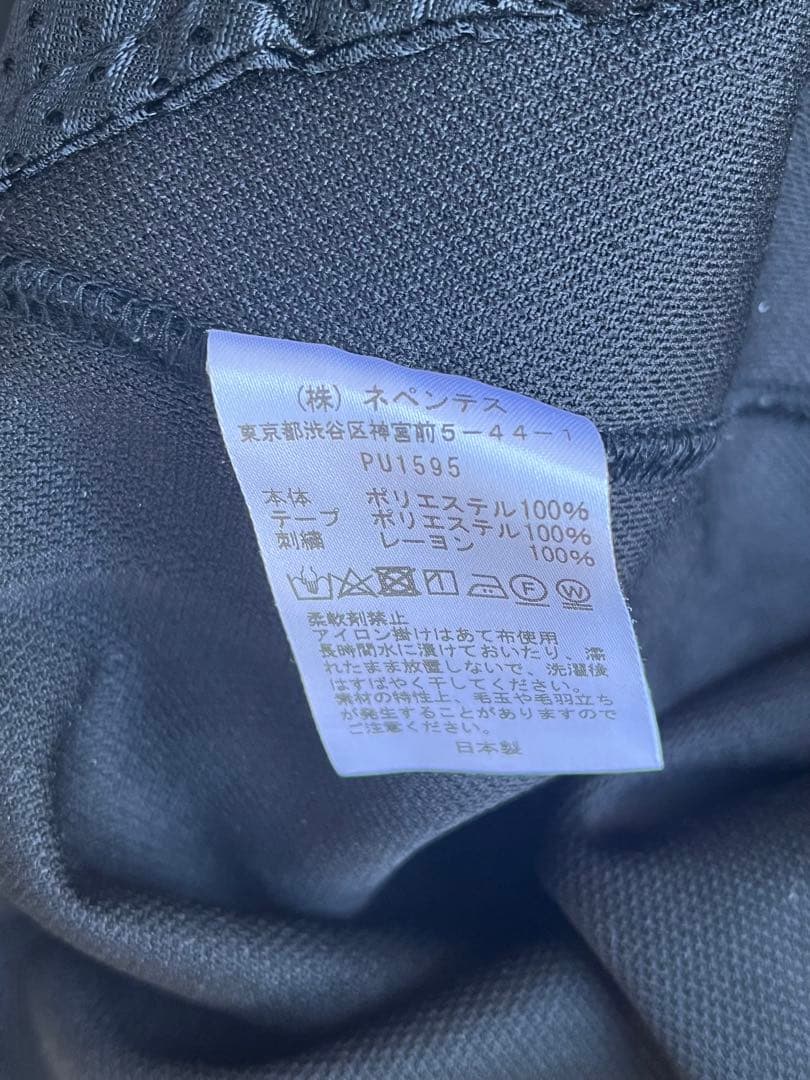 (株) ネペンテス
東京都渋谷区神宮前5-44-1
PU1595
本体 ポリエステル100%
テープ ポリエステル100%
刺繍 レーヨン 100%
F W
柔軟剤禁止
アイロン掛けはあて布使用
長時間水に漬けておいたり、濡
れたまま放置しないで、洗濯後
はすばやく干してください。
素材の特性上、毛玉や毛羽立ち
が発生することがありますので
ご注意ください。
日本製